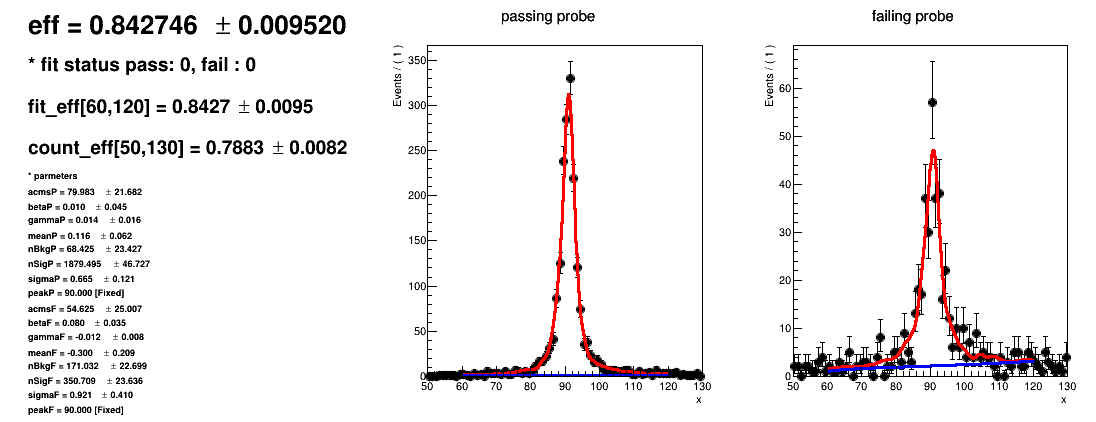 eff = 0.842746 ± 0.009520
* fit status pass: 0, fail : 0
fit_eff[60,120] = 0.8427 ± 0.0095
count_eff[50,130] = 0.7883 ± 0.0082
* parmeters
acmsP = 79.983 ± 21.682
betaP = 0.010 ± 0.045
gammaP = 0.014 ± 0.016
meanP = 0.116 ± 0.062
nBkgP = 68.425 ± 23.427
nSigP = 1879.495 ± 46.727
sigmaP = 0.665 ± 0.121
peakP = 90.000 [Fixed]
acmsF = 54.625 ± 25.007
betaF = 0.080 ± 0.035
gammaF = -0.012 ± 0.008
meanF = -0.300 ± 0.209
nBkgF = 171.032 ± 22.699
nSigF = 350.709 ± 23.636
sigmaF = 0.921 ± 0.410
peakF = 90.000 [Fixed]
passing probe
Events / ( 1 )
350
300
250
200
150
100
50
0
50 60 70 80 90 100 110 120 130
x
failing probe
Events / ( 1 )
60
50
40
30
20
10
0
50 60 70 80 90 100 110 120 130
x